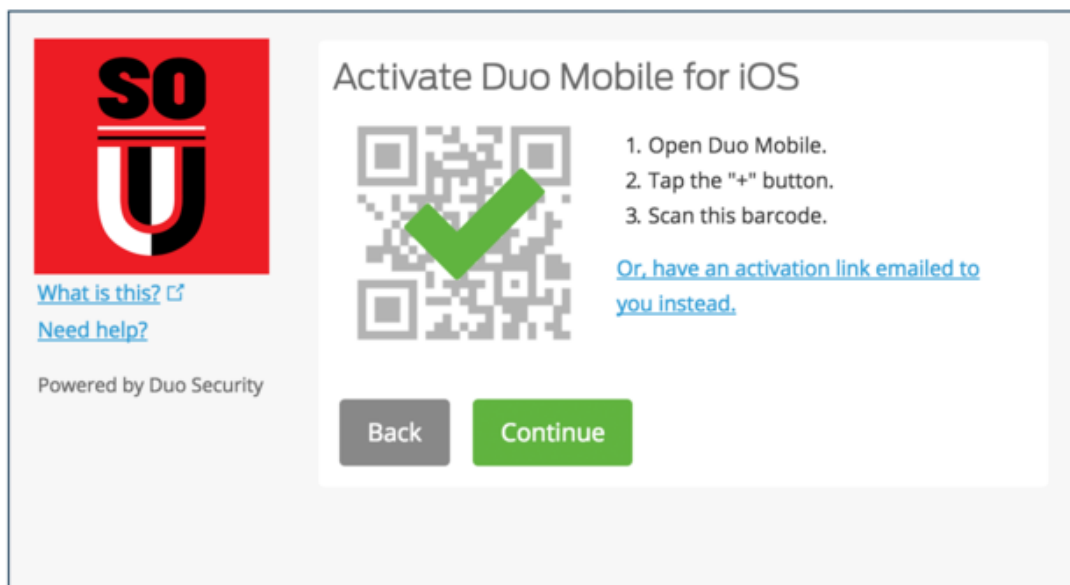 SO
U
What is this?
Need help?
Powered by Duo Security
Activate Duo Mobile for iOS
1. Open Duo Mobile.
2. Tap the "+" button.
3. Scan this barcode.
Or, have an activation link emailed to
you instead.
Back
Continue